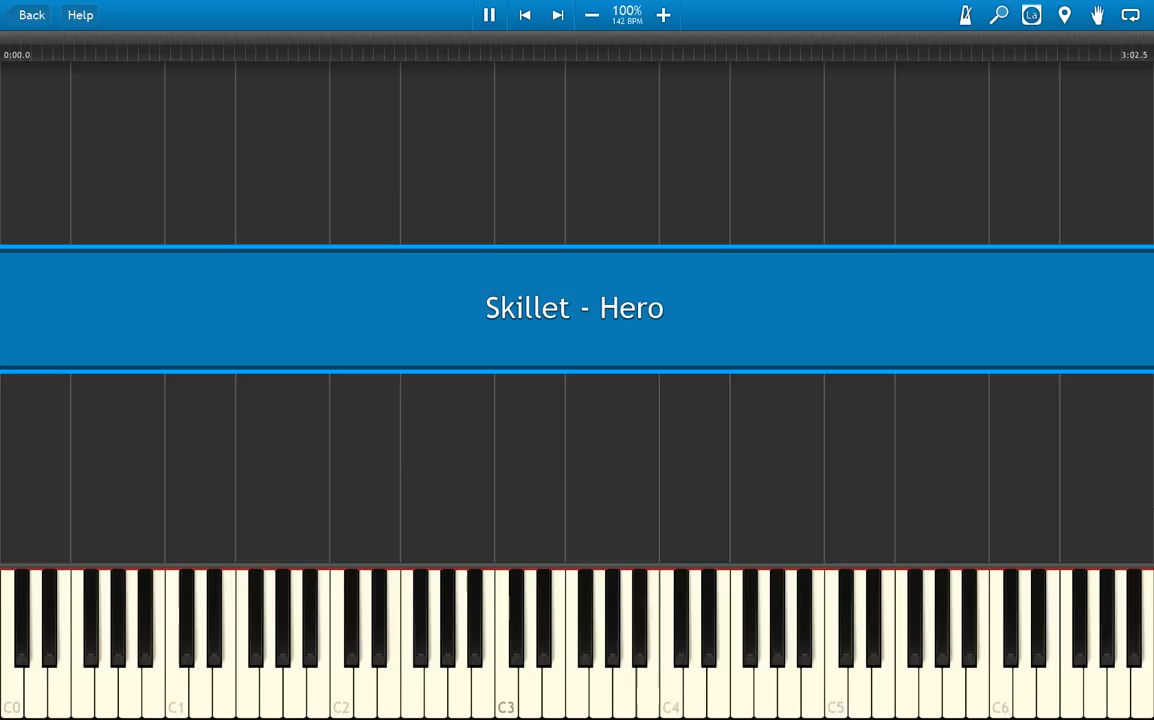 Back Help 100% La
142 BPM
0:00.0 3:02.5
Skillet - Hero
C0 C1 C2 C3 C4 C5 C6